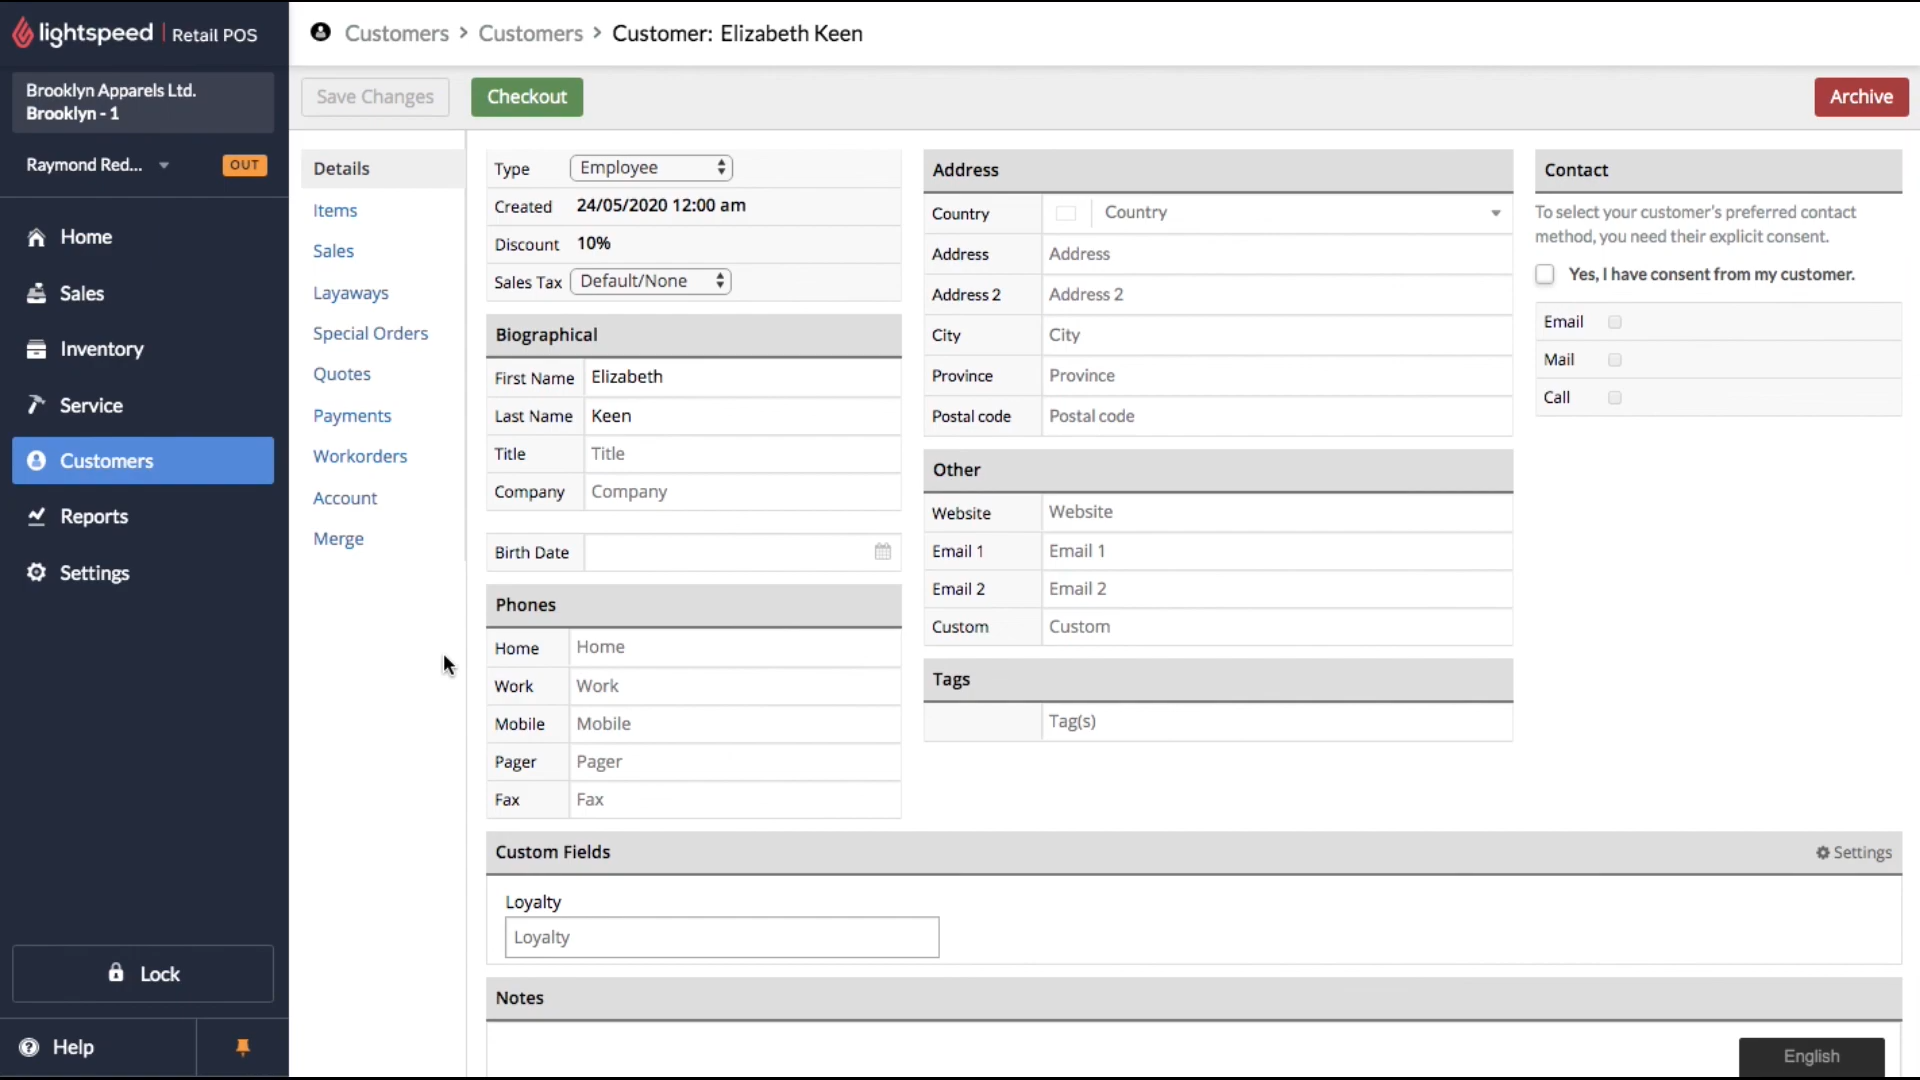 lightspeed | Retail POS
Brooklyn Apparels Ltd.
Brooklyn - 1
Raymond Red...
OUT
Home
Sales
Inventory
Service
Customers
Reports
Settings
Lock
Help
Customers > Customers > Customer: Elizabeth Keen
Save Changes
Checkout
Archive
Details
Items
Sales
Layaways
Special Orders
Quotes
Payments
Workorders
Account
Merge
Type Employee
Created 24/05/2020 12:00 am
Discount 10%
Sales Tax Default/None
Biographical
First Name Elizabeth
Last Name Keen
Title Title
Company Company
Birth Date
Phones
Home Home
Work Work
Mobile Mobile
Pager Pager
Fax Fax
Address
Country Country
Address Address
Address 2 Address 2
City City
Province Province
Postal code Postal code
Other
Website Website
Email 1 Email 1
Email 2 Email 2
Custom Custom
Tags
Tag(s)
Contact
To select your customer's preferred contact
method, you need their explicit consent.
Yes, I have consent from my customer.
Email
Mail
Call
Custom Fields
Settings
Loyalty
Loyalty
Notes
English